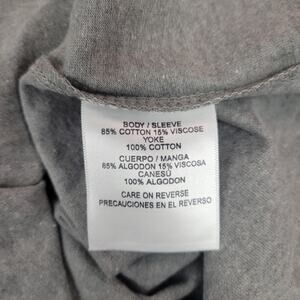 BODY / SLEEVE
85% COTTON 15% VISCOSE
YOKE
100% COTTON
CUERPO / MANGA
85% ALGODON 15% VISCOSA
CANESÚ
100% ALGODON
CARE ON REVERSE
PRECAUCIONES EN EL REVERSO